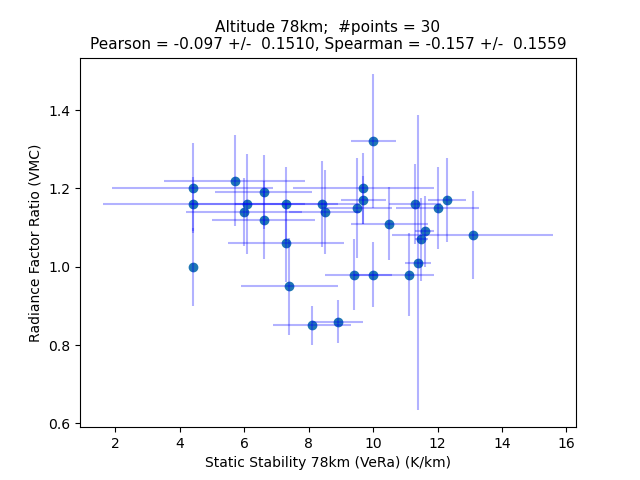 Altitude 78km;  #points = 30
Pearson = -0.097 +/-  0.1510, Spearman = -0.157 +/-  0.1559
1.4
1.2
1.0
0.8
0.6
Radiance Factor Ratio (VMC)
2 4 6 8 10 12 14 16
Static Stability 78km (VeRa) (K/km)